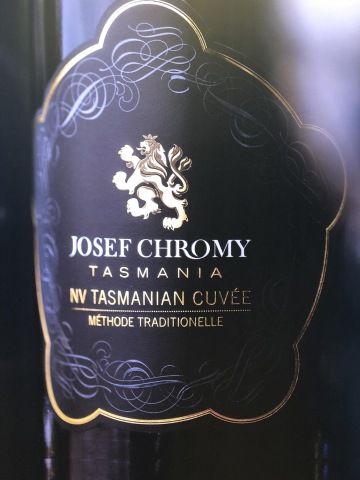 JOSEF CHROMY
TASMANIA
NV TASMANIAN CUVÉE
MÉTHODE TRADITIONELLE